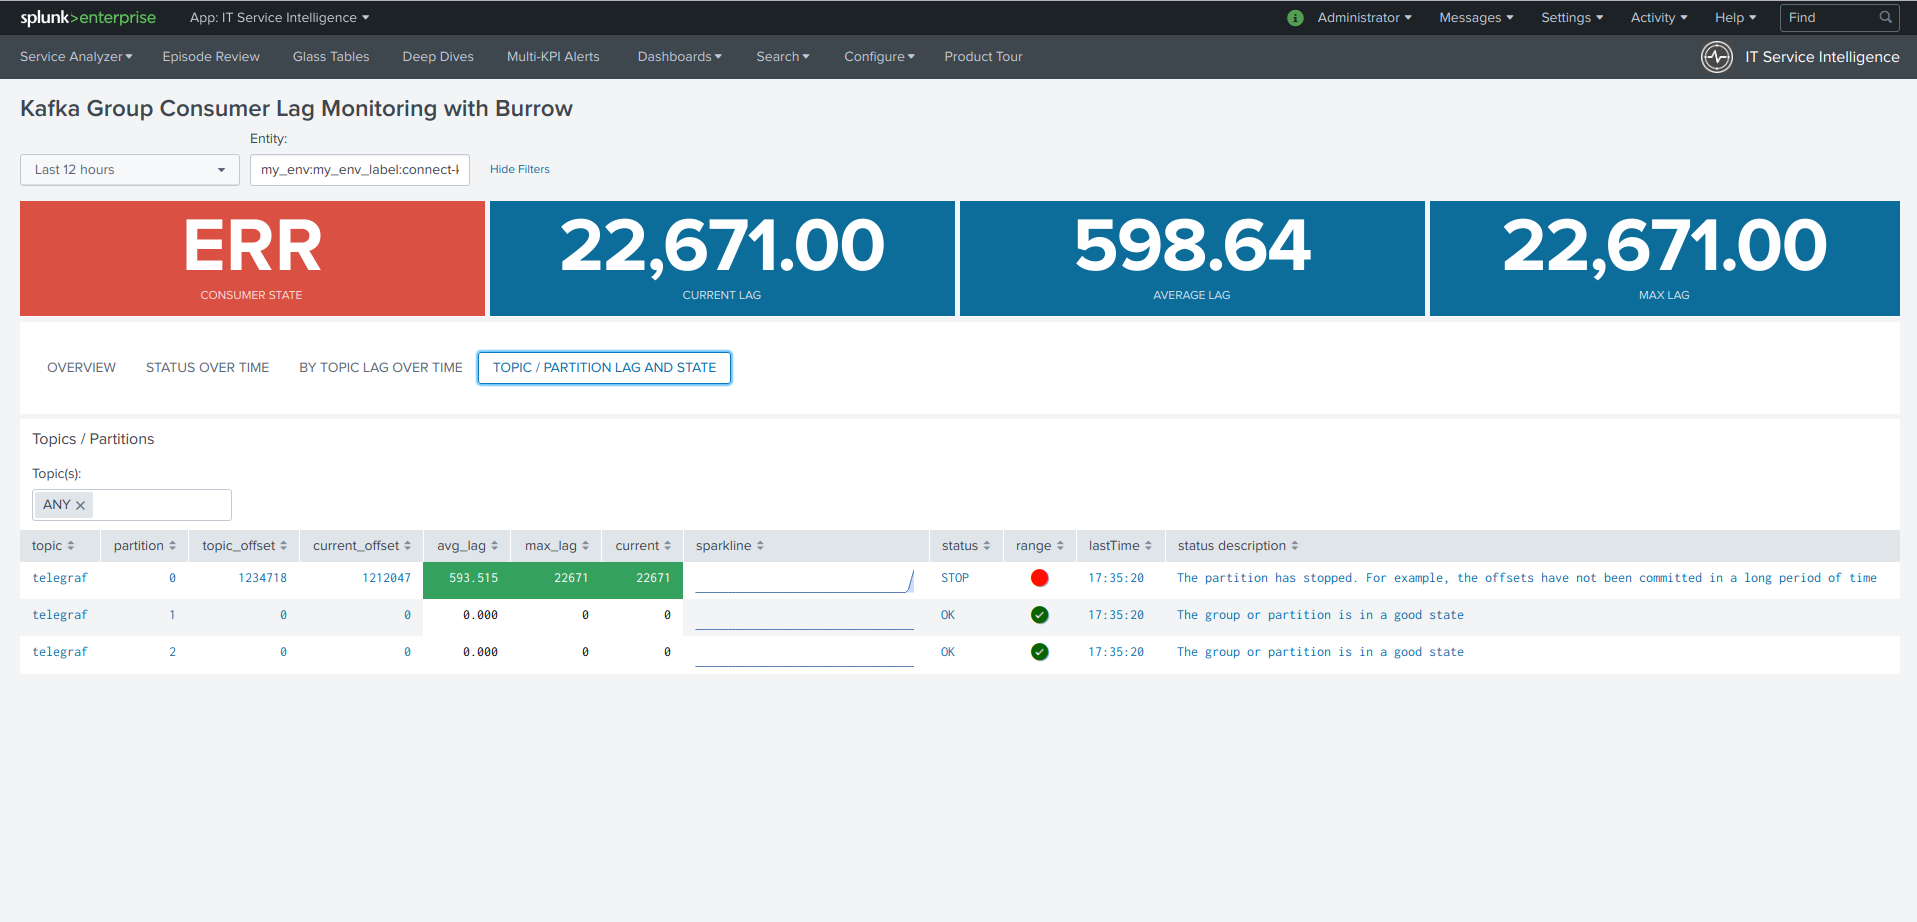 splunk>enterprise App: IT Service Intelligence i Administrator Messages Settings Activity Help Find
Service Analyzer Episode Review Glass Tables Deep Dives Multi-KPI Alerts Dashboards Search Configure Product Tour IT Service Intelligence
Kafka Group Consumer Lag Monitoring with Burrow
Entity:
Last 12 hours my_env:my_env_label:connect- Hide Filters
ERR 22,671.00 598.64 22,671.00
CONSUMER STATE CURRENT LAG AVERAGE LAG MAX LAG
OVERVIEW STATUS OVER TIME BY TOPIC LAG OVER TIME TOPIC / PARTITION LAG AND STATE
Topics / Partitions
Topic(s):
ANY
topic partition topic_offset current_offset avg_lag max_lag current sparkline status range lastTime status description
telegraf 0 1234718 1212047 593.515 22671 22671 STOP 17:35:20 The partition has stopped. For example, the offsets have not been committed in a long period of time
telegraf 1 0 0 0.000 0 0 OK 17:35:20 The group or partition is in a good state
telegraf 2 0 0 0.000 0 0 OK 17:35:20 The group or partition is in a good state